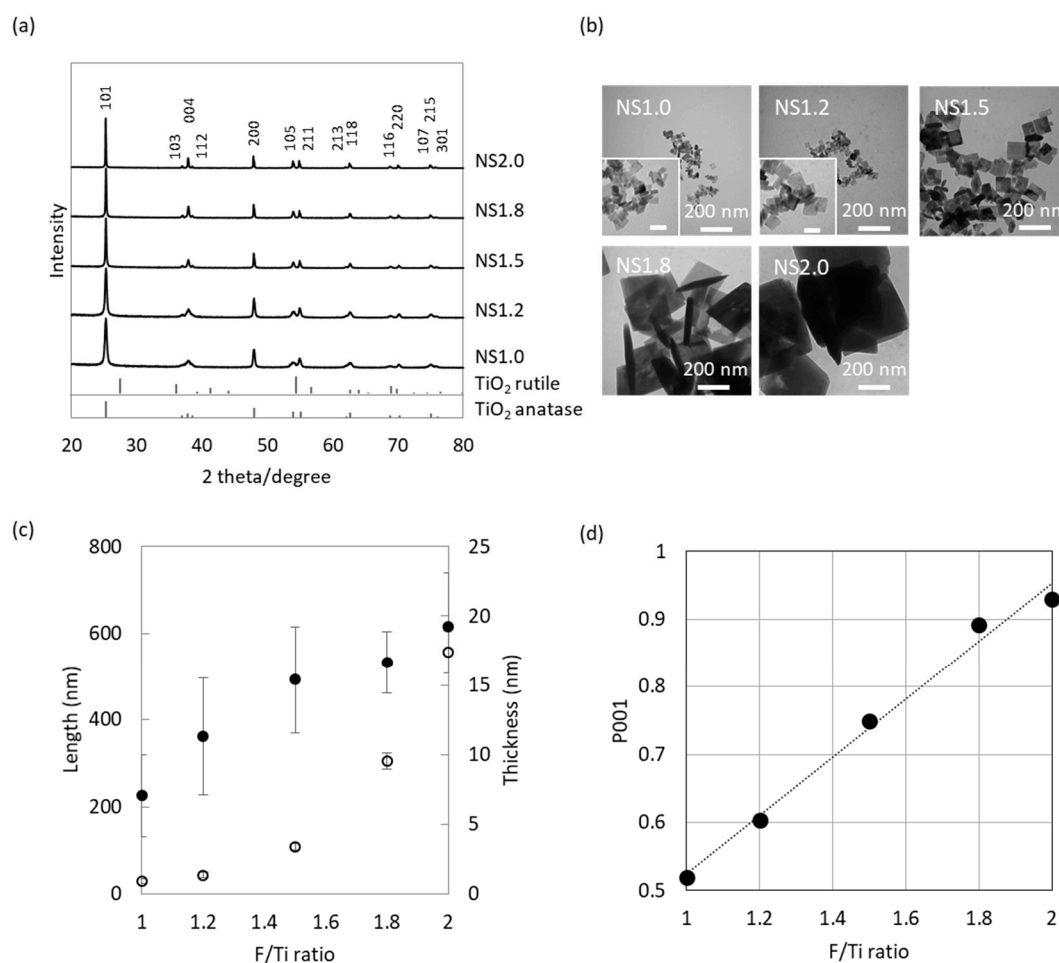 (a)
101
103
004
112
200
105
211
213
118
116
220
107
215
301
NS2.0
NS1.8
NS1.5
NS1.2
NS1.0
TiO₂ rutile
TiO₂ anatase
Intensity
20 30 40 50 60 70 80
2 theta/degree
(b)
NS1.0
200 nm
NS1.2
200 nm
NS1.5
200 nm
NS1.8
200 nm
NS2.0
200 nm
(c)
800
600
400
200
0
Length (nm)
25
20
15
10
5
0
Thickness (nm)
1 1.2 1.4 1.6 1.8 2
F/Ti ratio
(d)
1
0.9
0.8
0.7
0.6
0.5
P001
1 1.2 1.4 1.6 1.8 2
F/Ti ratio